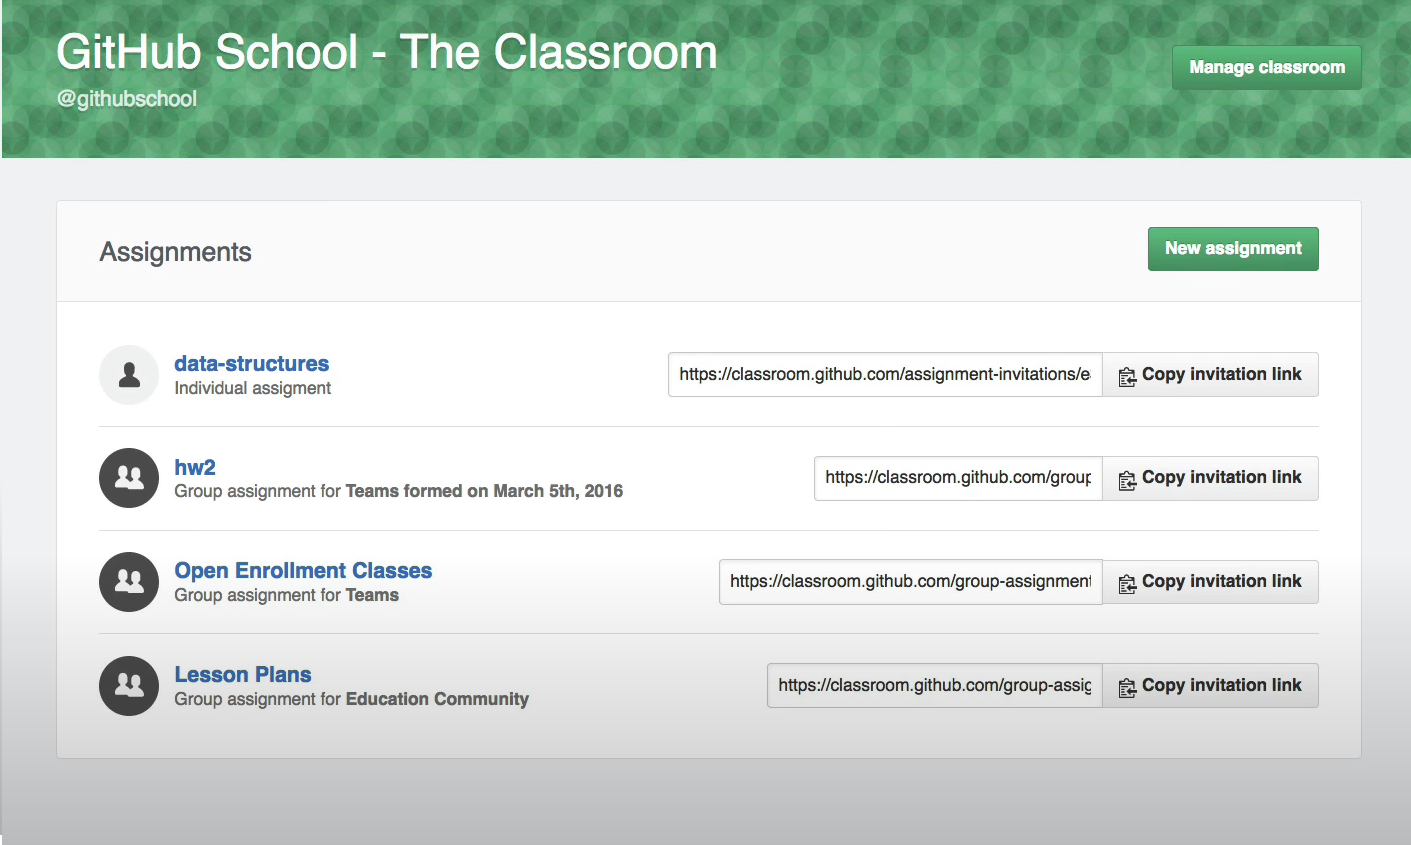 GitHub School - The Classroom
@githubschool
Manage classroom
Assignments
New assignment
data-structures
Individual assigment
https://classroom.github.com/assignment-invitations/e
Copy invitation link
hw2
Group assignment for Teams formed on March 5th, 2016
https://classroom.github.com/group
Copy invitation link
Open Enrollment Classes
Group assignment for Teams
https://classroom.github.com/group-assignment
Copy invitation link
Lesson Plans
Group assignment for Education Community
https://classroom.github.com/group-assig
Copy invitation link